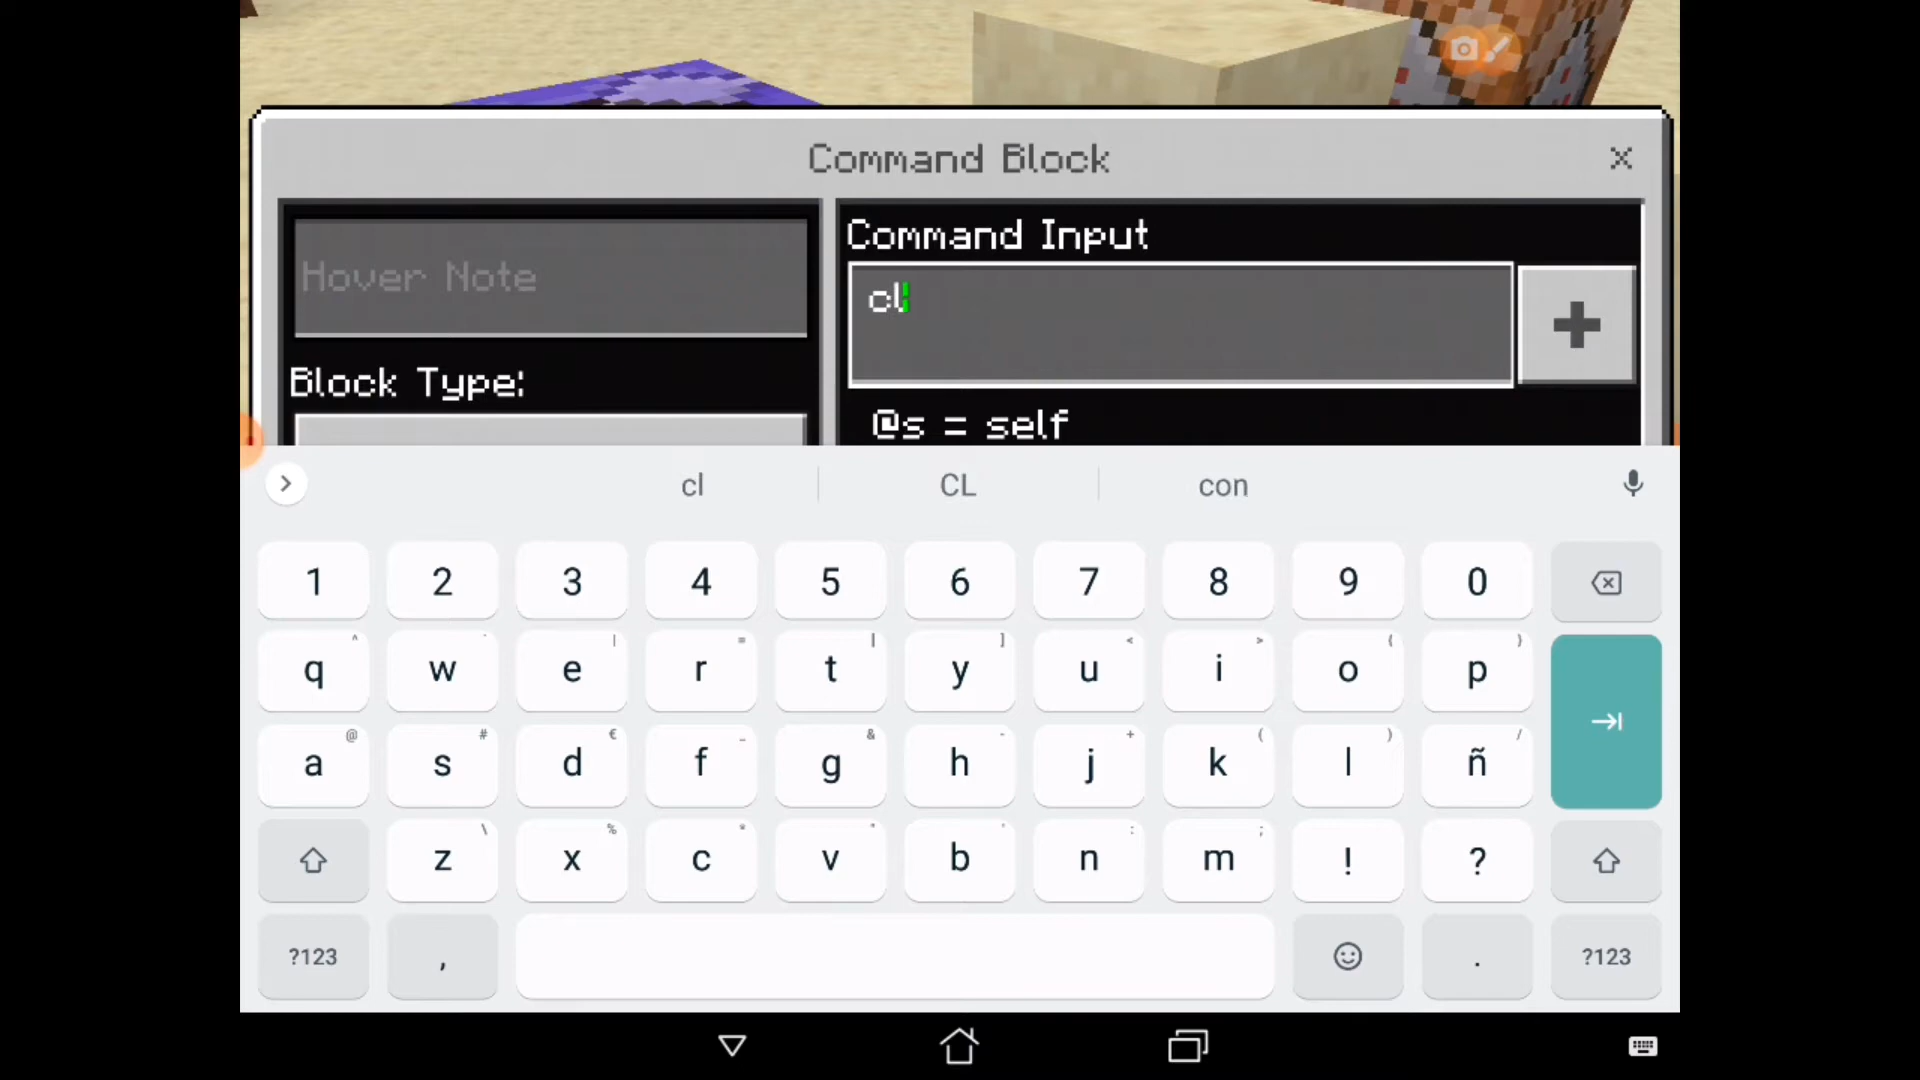 Command Block
Hover Note
Block Type:
Command Input
cl
@s = self
cl CL con
1 2 3 4 5 6 7 8 9 0
q w e r t y u i o p
a s d f g h j k l ñ
z x c v b n m ! ?
?123 , . ?123